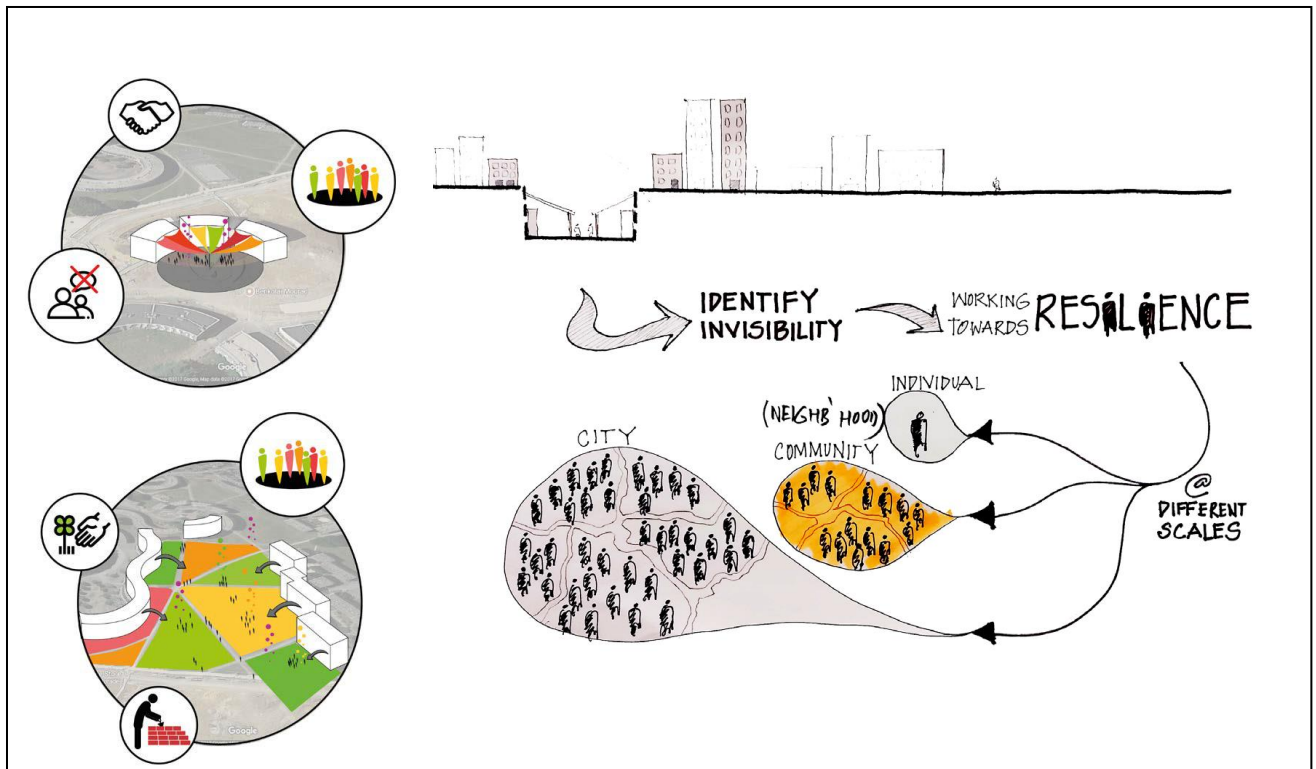 Google
IDENTIFY
INVISIBILITY
WORKING
TOWARDS
RESILIENCE
INDIVIDUAL
(NEIGHB'HOOD)
COMMUNITY
CITY
@
DIFFERENT
SCALES
Google